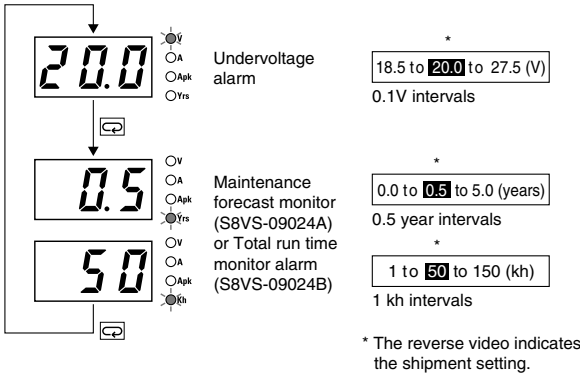 20.0
V
A
Apk
Yrs
Undervoltage
alarm
*
18.5 to 20.0 to 27.5 (V)
0.1V intervals
0.5
V
A
Apk
Yrs
50
V
A
Apk
Kh
Maintenance
forecast monitor
(S8VS-09024A)
or Total run time
monitor alarm
(S8VS-09024B)
*
0.0 to 0.5 to 5.0 (years)
0.5 year intervals
*
1 to 50 to 150 (kh)
1 kh intervals
* The reverse video indicates
the shipment setting.